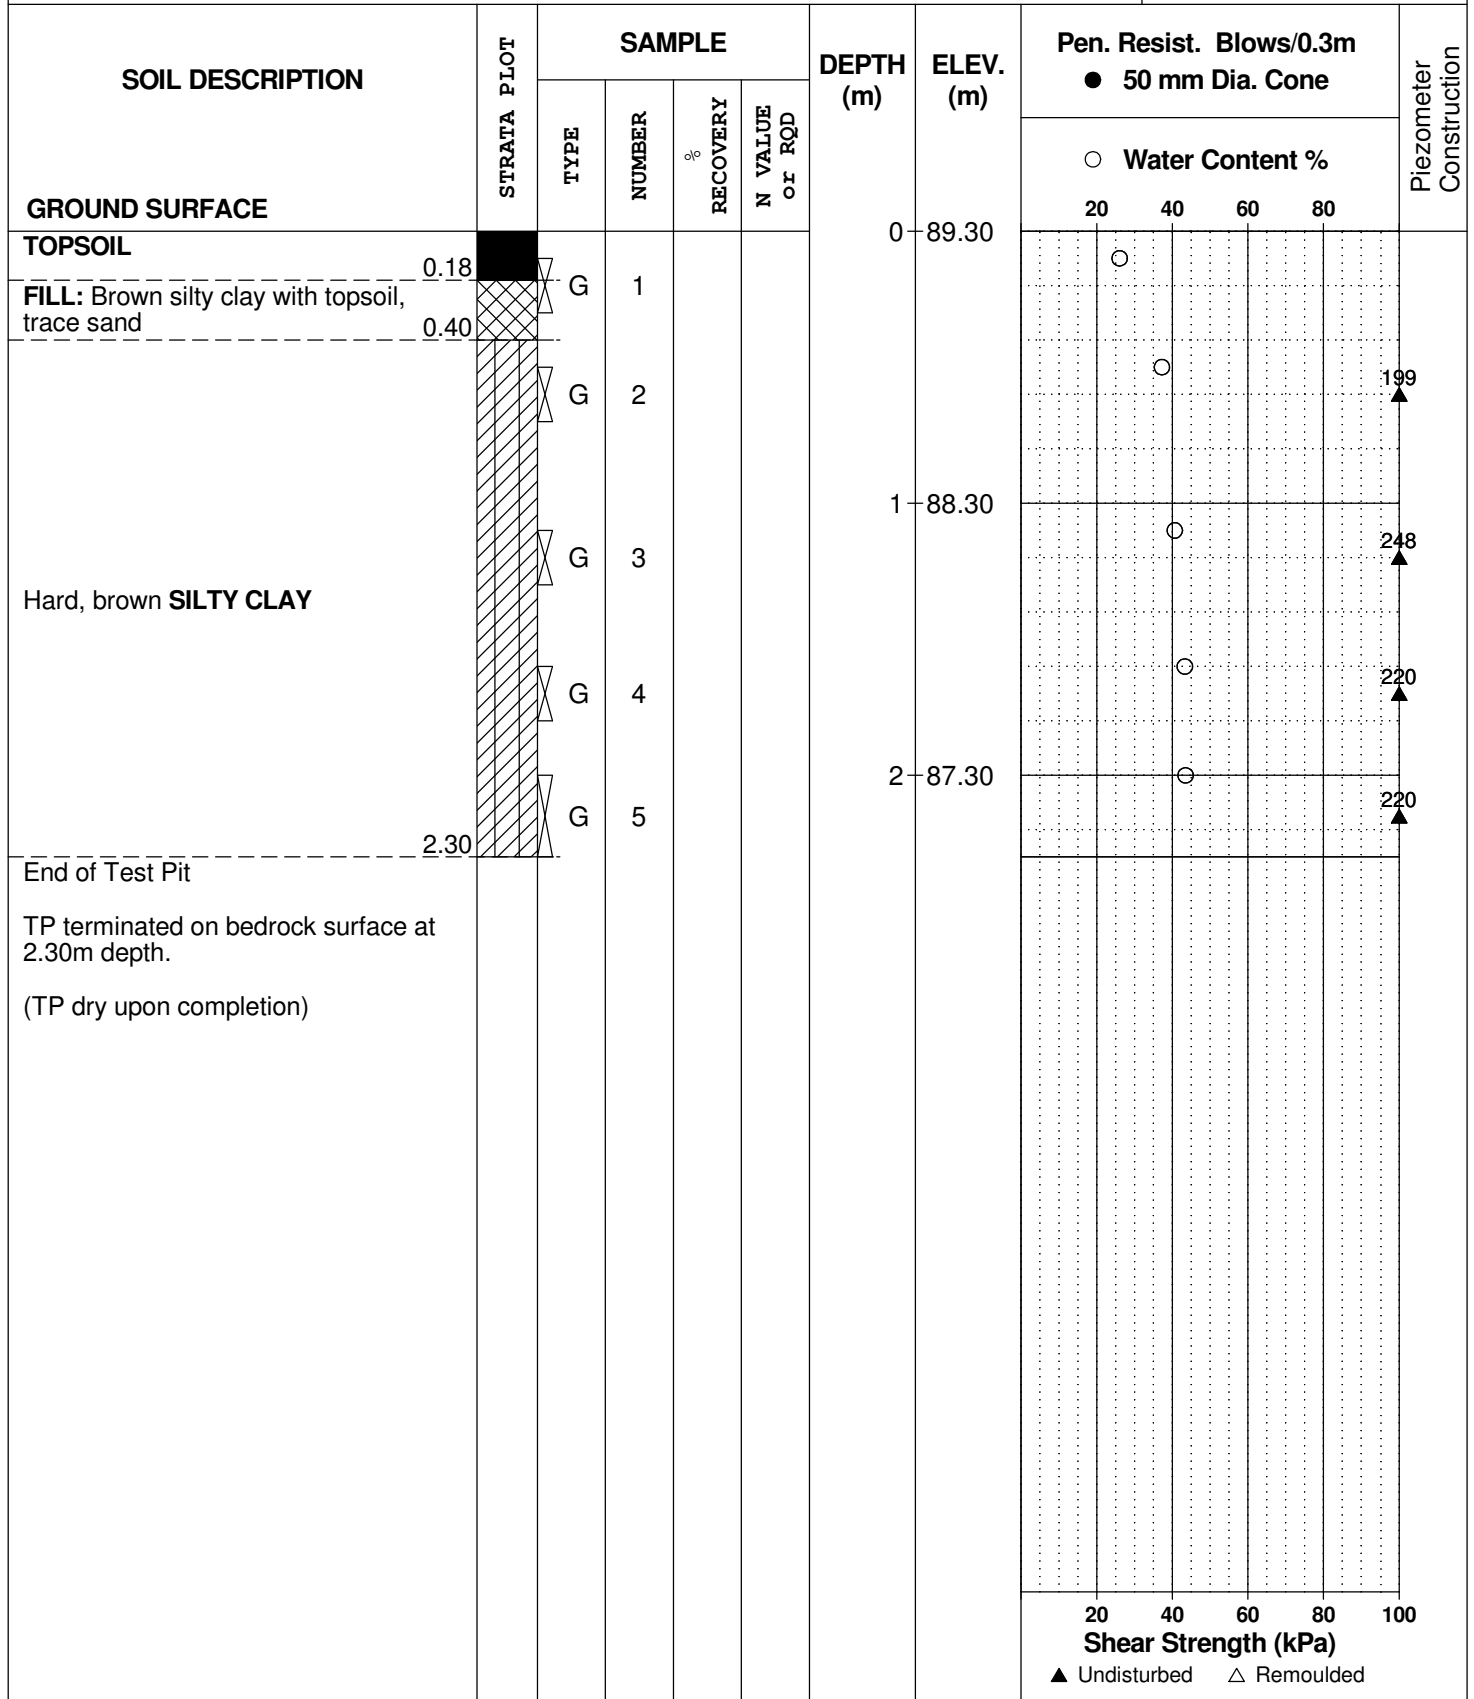 SOIL DESCRIPTION
GROUND SURFACE
STRATA PLOT
SAMPLE
TYPE
NUMBER
%
RECOVERY
N VALUE
or RQD
DEPTH
(m)
ELEV.
(m)
Pen. Resist. Blows/0.3m
● 50 mm Dia. Cone
○ Water Content %
20 40 60 80
Piezometer
Construction
TOPSOIL
0.18
FILL: Brown silty clay with topsoil,
trace sand
0.40
G 1
0 89.30
G 2
199
1 88.30
G 3
248
Hard, brown SILTY CLAY
G 4
220
2 87.30
G 5
220
2.30
End of Test Pit
TP terminated on bedrock surface at
2.30m depth.
(TP dry upon completion)
20 40 60 80 100
Shear Strength (kPa)
▲ Undisturbed △ Remoulded